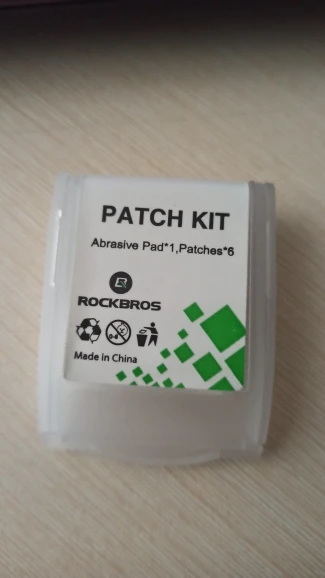 PATCH KIT
Abrasive Pad*1,Patches*6
ROCKBROS
Made in China